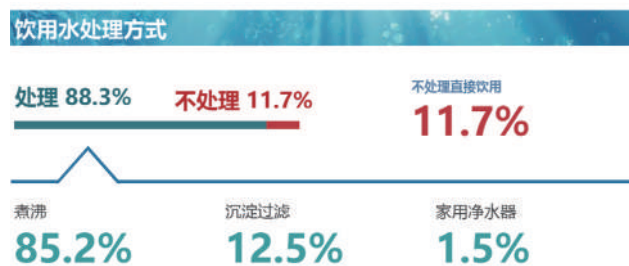 饮用水处理方式
处理 88.3%
不处理 11.7%
不处理直接饮用
11.7%
煮沸
沉淀过滤
家用净水器
85.2%
12.5%
1.5%